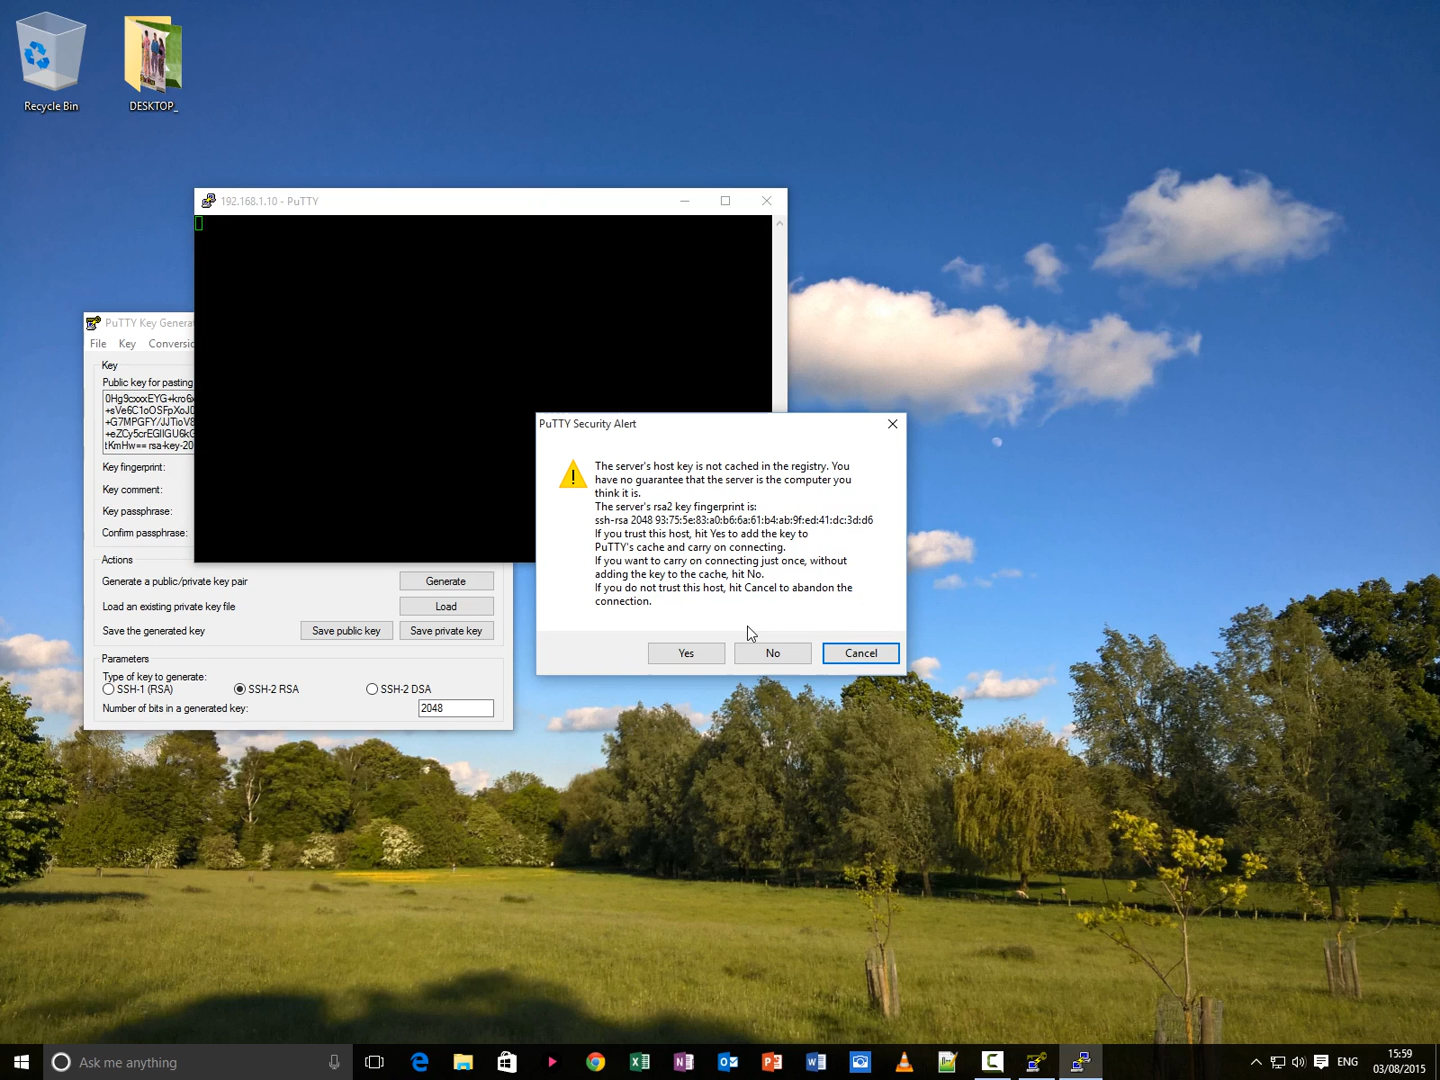 Recycle Bin
DESKTOP_
192.168.1.10 - PuTTY
PuTTY Key Generat
File Key Conversio
Key
Public key for pasting
0Hg9cxxxEYG+kro6x
+sVe6C1oOSFpXoJ0
+G7MPGFY/JJTioV8
+eZCy5crEGIIGU6kG
tKmHw== rsa-key-20
Key fingerprint:
Key comment:
Key passphrase:
Confirm passphrase:
Actions
Generate a public/private key pair
Generate
Load an existing private key file
Load
Save the generated key
Save public key
Save private key
Parameters
Type of key to generate:
SSH-1 (RSA)
SSH-2 RSA
SSH-2 DSA
Number of bits in a generated key:
2048
PuTTY Security Alert
The server's host key is not cached in the registry. You
have no guarantee that the server is the computer you
think it is.
The server's rsa2 key fingerprint is:
ssh-rsa 2048 93:75:5e:83:a0:b6:6a:61:b4:ab:9f:ed:41:dc:3d:d6
If you trust this host, hit Yes to add the key to
PuTTY's cache and carry on connecting.
If you want to carry on connecting just once, without
adding the key to the cache, hit No.
If you do not trust this host, hit Cancel to abandon the
connection.
Yes
No
Cancel
Ask me anything
ENG
15:59
03/08/2015